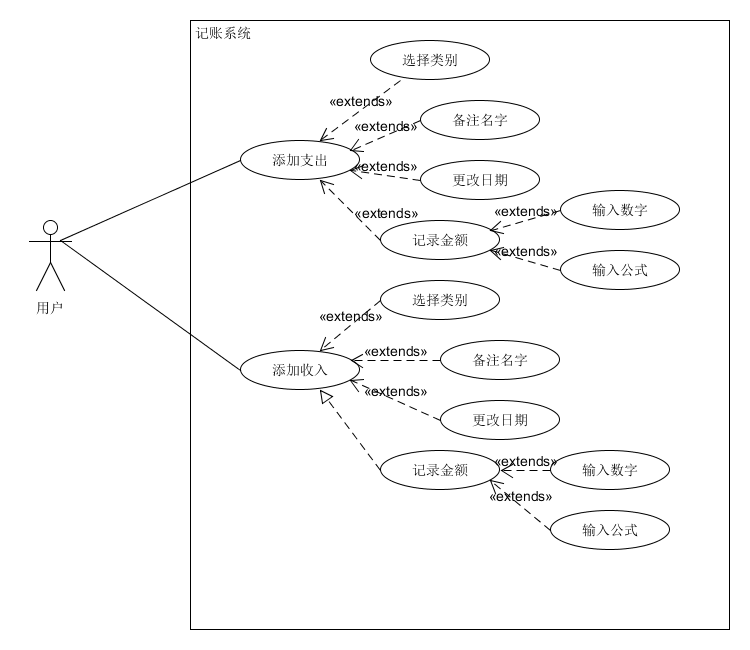 记账系统
选择类别
«extends»
备注名字
«extends»
添加支出
«extends»
更改日期
«extends»
记录金额
«extends»
输入数字
«extends»
输入公式
用户
选择类别
«extends»
添加收入
«extends»
备注名字
«extends»
更改日期
记录金额
«extends»
输入数字
«extends»
输入公式